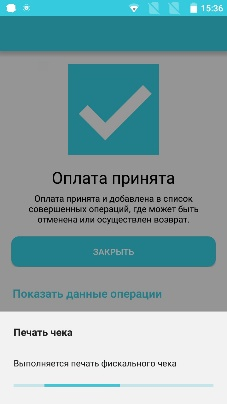 15:36
Оплата принята
Оплата принята и добавлена в список
совершенных операций, где может быть
отменена или осуществлен возврат.
ЗАКРЫТЬ
Показать данные операции
Печать чека
Выполняется печать фискального чека